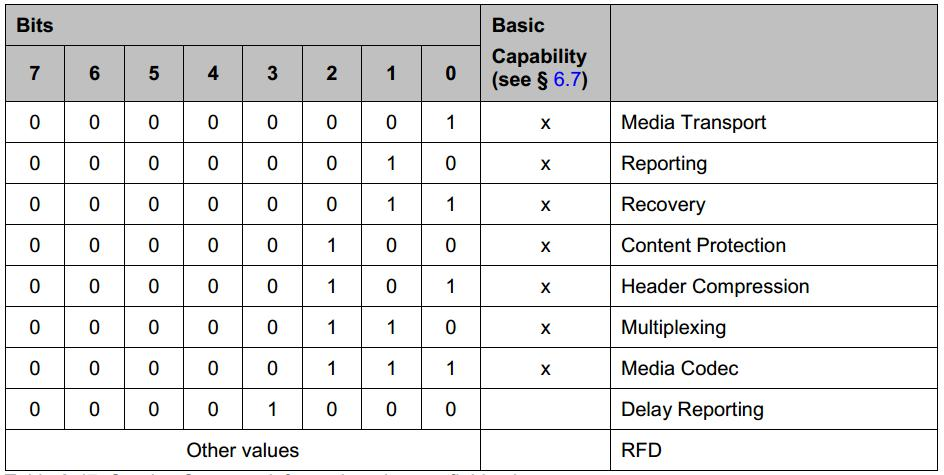 Bits Basic Capability (see § 6.7)
7 6 5 4 3 2 1 0
0 0 0 0 0 0 0 1 x Media Transport
0 0 0 0 0 0 1 0 x Reporting
0 0 0 0 0 0 1 1 x Recovery
0 0 0 0 0 1 0 0 x Content Protection
0 0 0 0 0 1 0 1 x Header Compression
0 0 0 0 0 1 1 0 x Multiplexing
0 0 0 0 0 1 1 1 x Media Codec
0 0 0 0 1 0 0 0 Delay Reporting
Other values RFD